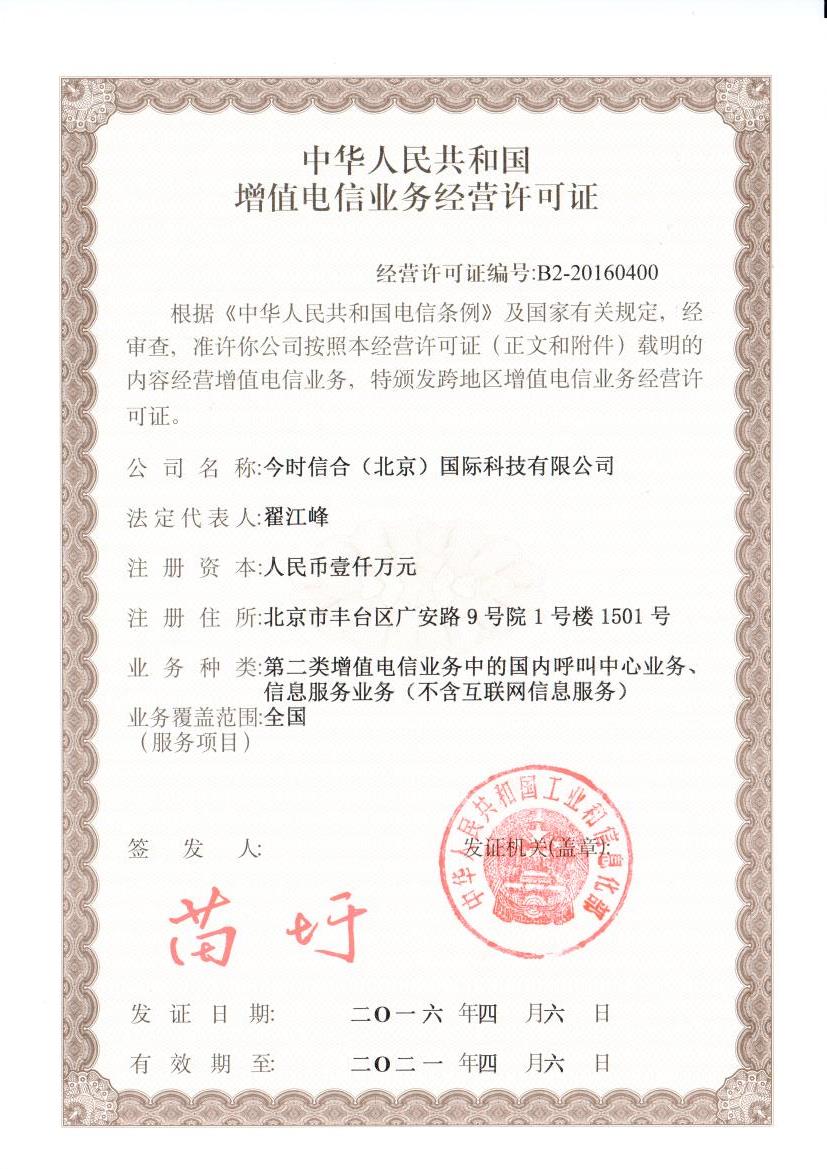 中华人民共和国
增值电信业务经营许可证
经营许可证编号:B2-20160400
根据《中华人民共和国电信条例》及国家有关规定，经
审查，准许你公司按照本经营许可证（正文和附件）载明的
内容经营增值电信业务，特颁发跨地区增值电信业务经营许
可证。
公司名称:今时信合（北京）国际科技有限公司
法定代表人:翟江峰
注册资本:人民币壹仟万元
注册住所:北京市丰台区广安路9号院1号楼1501号
业务种类:第二类增值电信业务中的国内呼叫中心业务、
信息服务业务（不含互联网信息服务）
业务覆盖范围:全国
（服务项目）
中华人民共和国工业和信息化部
签发人:
发证机关(盖章):
苗圩
发证日期: 二O一六年四月六日
有效期至: 二O二一年四月六日